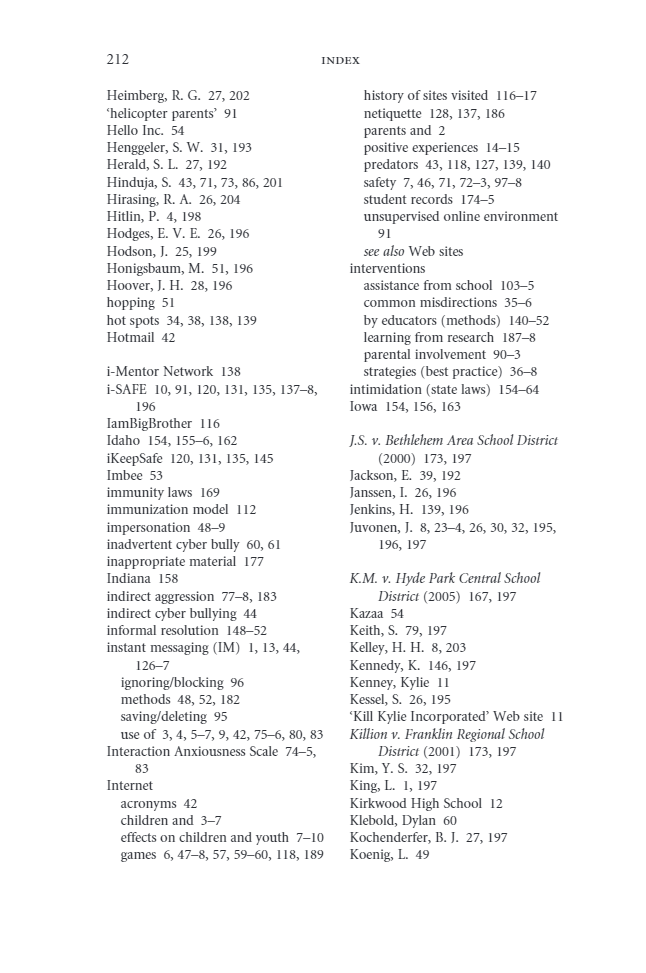 212
INDEX
Heimberg, R. G. 27, 202
‘helicopter parents’ 91
Hello Inc. 54
Henggeler, S. W. 31, 193
Herald, S. L. 27, 192
Hinduja, S. 43, 71, 73, 86, 201
Hirasing, R. A. 26, 204
Hitlin, P. 4, 198
Hodges, E. V. E. 26, 196
Hodson, J. 25, 199
Honigsbaum, M. 51, 196
Hoover, J. H. 28, 196
hopping 51
hot spots 34, 38, 138, 139
Hotmail 42
i-Mentor Network 138
i-SAFE 10, 91, 120, 131, 135, 137–8,
196
IamBigBrother 116
Idaho 154, 155–6, 162
iKeepSafe 120, 131, 135, 145
Imbee 53
immunity laws 169
immunization model 112
impersonation 48–9
inadvertent cyber bully 60, 61
inappropriate material 177
Indiana 158
indirect aggression 77–8, 183
indirect cyber bullying 44
informal resolution 148–52
instant messaging (IM) 1, 13, 44,
126–7
ignoring/blocking 96
methods 48, 52, 182
saving/deleting 95
use of 3, 4, 5–7, 9, 42, 75–6, 80, 83
Interaction Anxiousness Scale 74–5,
83
Internet
acronyms 42
children and 3–7
effects on children and youth 7–10
games 6, 47–8, 57, 59–60, 118, 189
history of sites visited 116–17
netiquette 128, 137, 186
parents and 2
positive experiences 14–15
predators 43, 118, 127, 139, 140
safety 7, 46, 71, 72–3, 97–8
student records 174–5
unsupervised online environment
91
see also Web sites
interventions
assistance from school 103–5
common misdirections 35–6
by educators (methods) 140–52
learning from research 187–8
parental involvement 90–3
strategies (best practice) 36–8
intimidation (state laws) 154–64
Iowa 154, 156, 163
J.S. v. Bethlehem Area School District
(2000) 173, 197
Jackson, E. 39, 192
Janssen, I. 26, 196
Jenkins, H. 139, 196
Juvonen, J. 8, 23–4, 26, 30, 32, 195,
196, 197
K.M. v. Hyde Park Central School
District (2005) 167, 197
Kazaa 54
Keith, S. 79, 197
Kelley, H. H. 8, 203
Kennedy, K. 146, 197
Kenney, Kylie 11
Kessel, S. 26, 195
‘Kill Kylie Incorporated’ Web site 11
Killion v. Franklin Regional School
District (2001) 173, 197
Kim, Y. S. 32, 197
King, L. 1, 197
Kirkwood High School 12
Klebold, Dylan 60
Kochenderfer, B. J. 27, 197
Koenig, L. 49